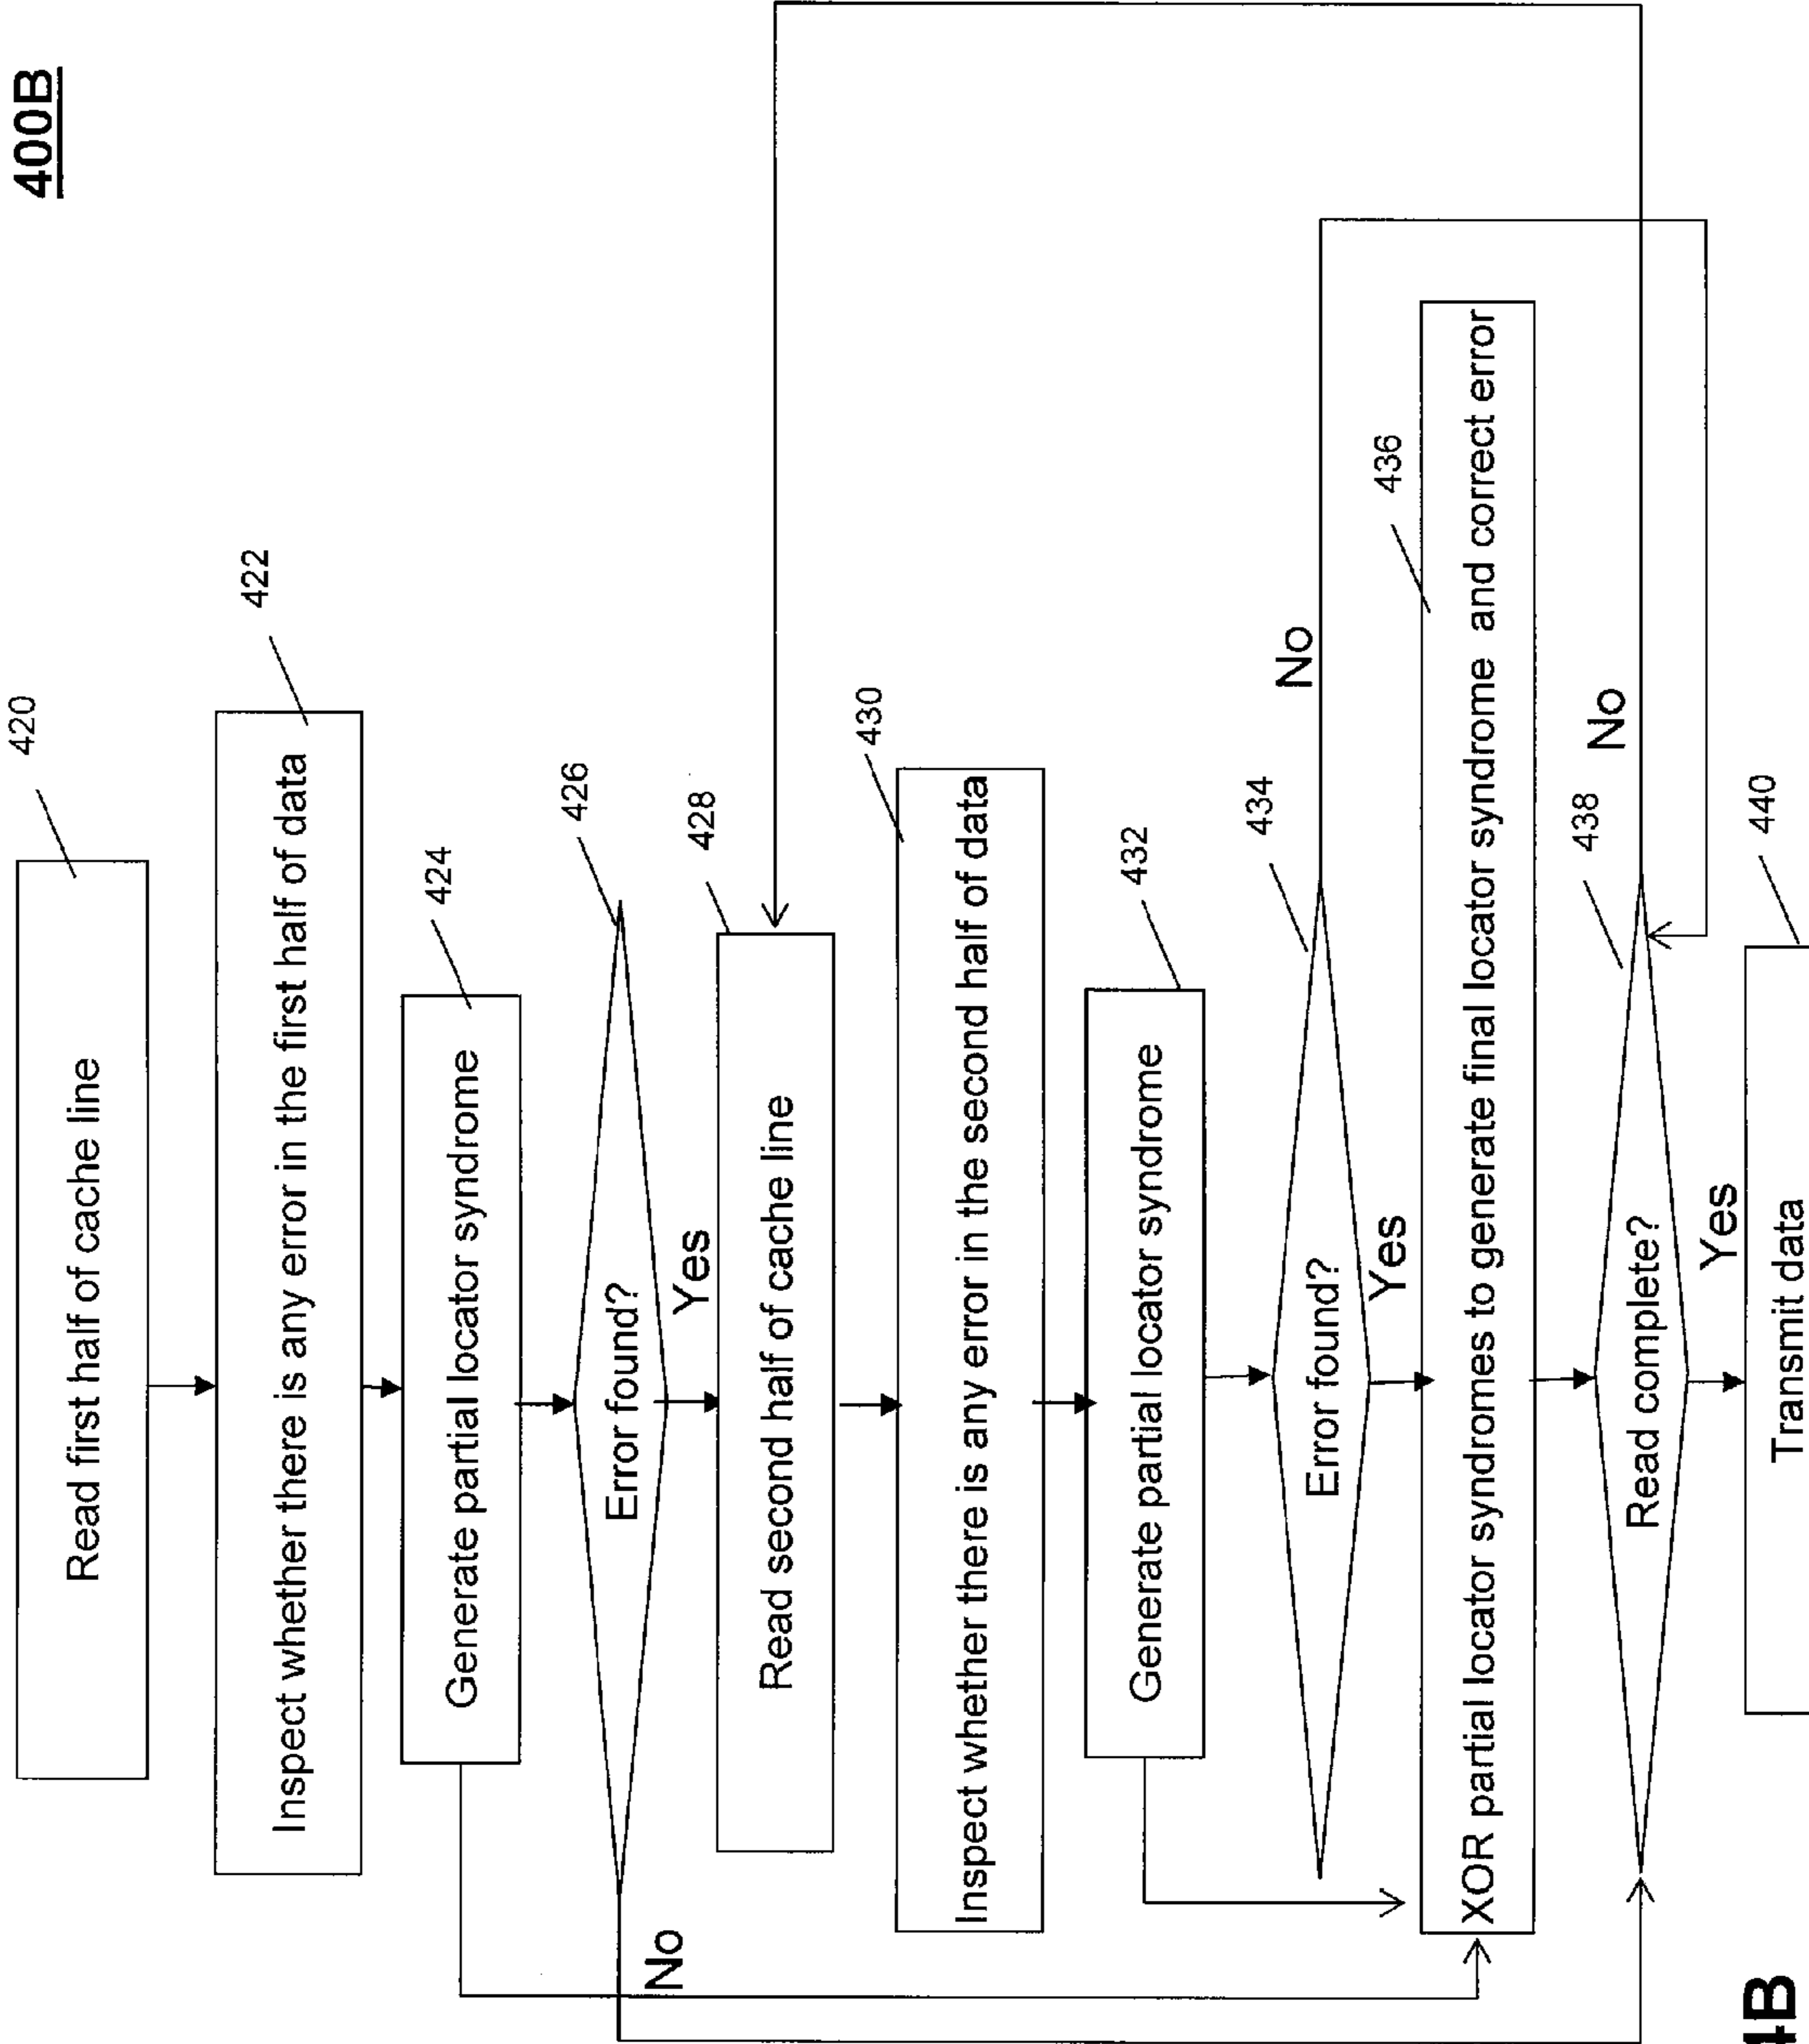 400B
420
Read first half of cache line
422
Inspect whether there is any error in the first half of data
424
Generate partial locator syndrome
426
Error found?
No
Yes
428
Read second half of cache line
430
Inspect whether there is any error in the second half of data
432
Generate partial locator syndrome
434
Error found?
No
Yes
436
XOR partial locator syndromes to generate final locator syndrome and correct error
438
Read complete?
No
Yes
440
Transmit data
4B